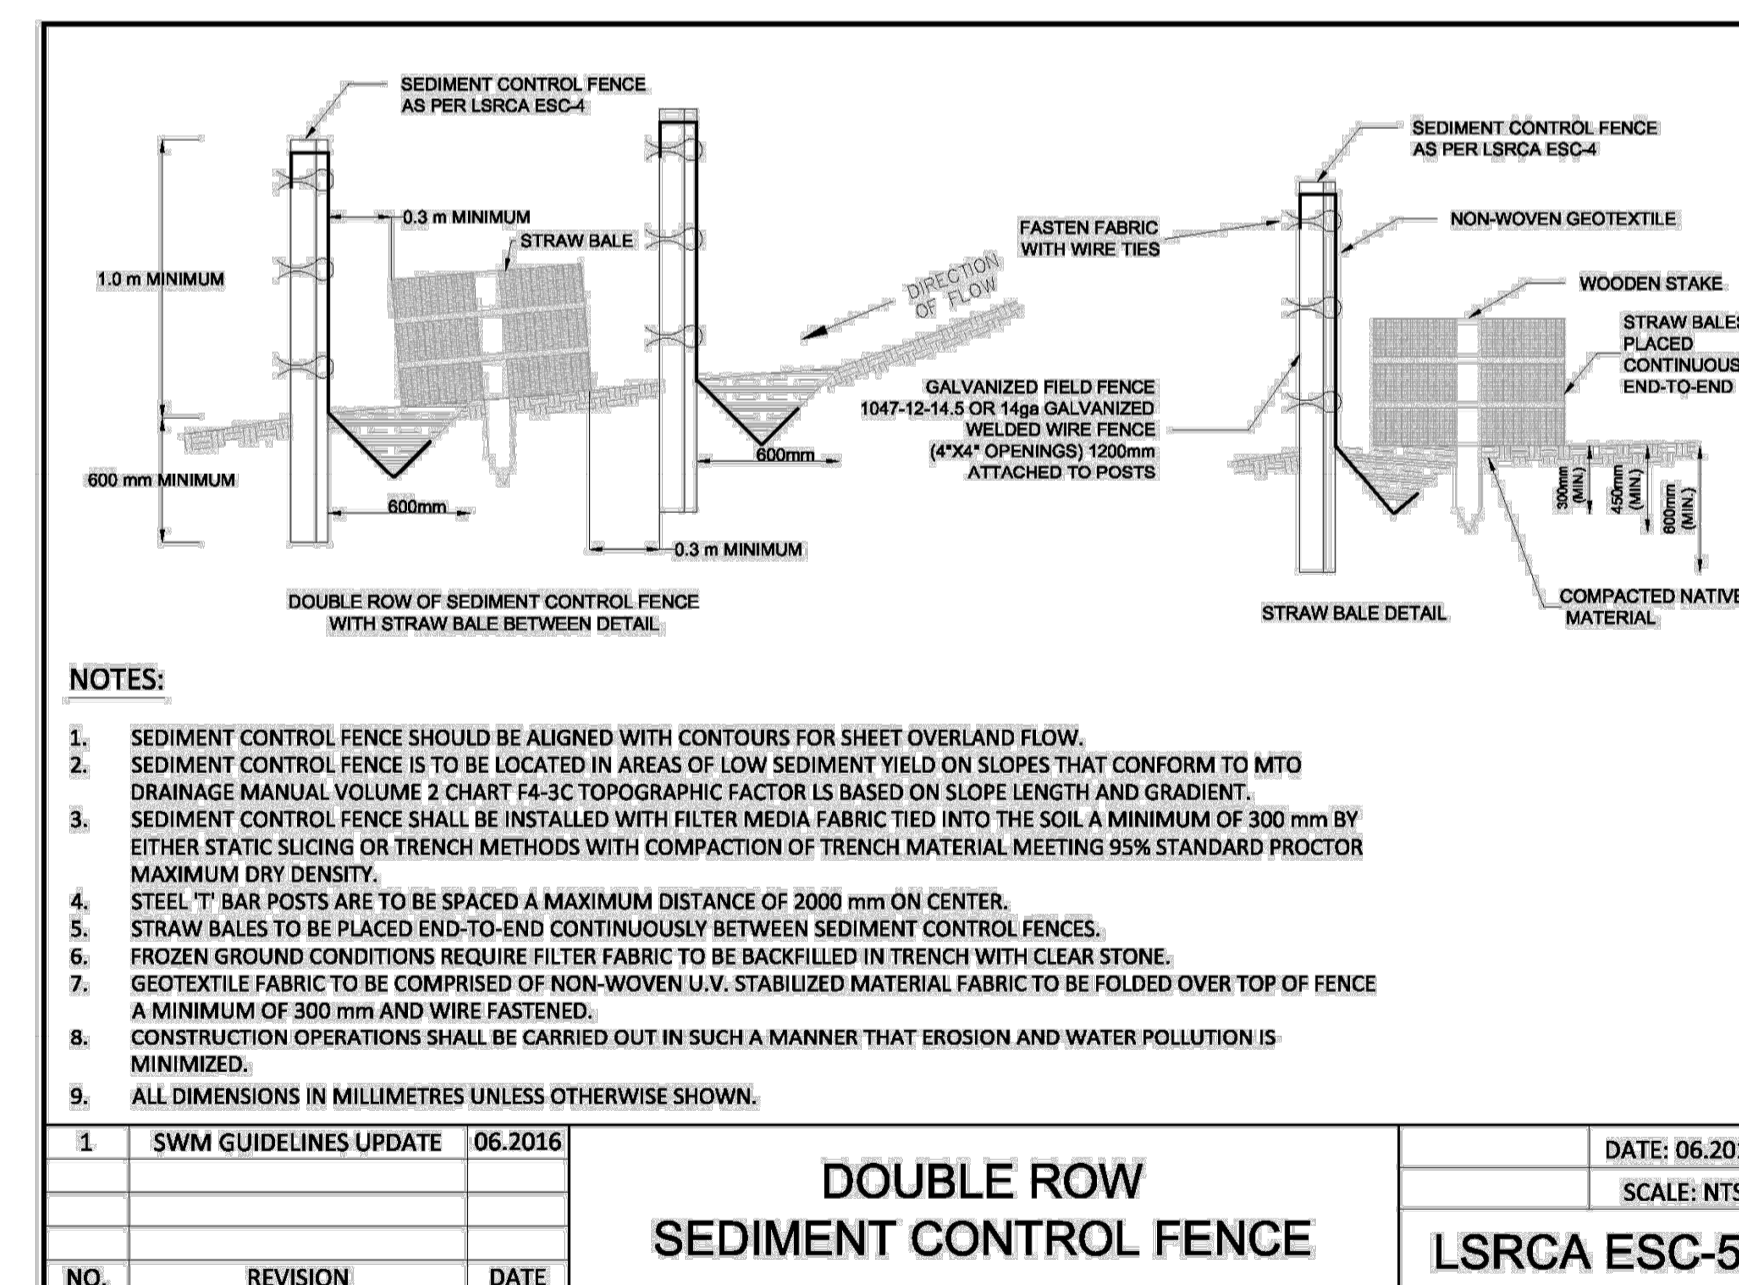 SEDIMENT CONTROL FENCE
AS PER LSRCA ESC-4
1.0 m MINIMUM
0.3 m MINIMUM
STRAW BALE
600 mm MINIMUM
600mm
600mm
0.3 m MINIMUM
DIRECTION
OF FLOW
DOUBLE ROW OF SEDIMENT CONTROL FENCE
WITH STRAW BALE BETWEEN DETAIL
SEDIMENT CONTROL FENCE
AS PER LSRCA ESC-4
FASTEN FABRIC
WITH WIRE TIES
NON-WOVEN GEOTEXTILE
WOODEN STAKE
STRAW BALES
PLACED
CONTINUOUS
END-TO-END
GALVANIZED FIELD FENCE
1047-12-14.5 OR 14ga GALVANIZED
WELDED WIRE FENCE
(4"X4" OPENINGS) 1200mm
ATTACHED TO POSTS
300mm
(MIN.)
450mm
(MIN.)
600mm
(MIN.)
COMPACTED NATIVE
MATERIAL
STRAW BALE DETAIL
NOTES:
1. SEDIMENT CONTROL FENCE SHOULD BE ALIGNED WITH CONTOURS FOR SHEET OVERLAND FLOW.
2. SEDIMENT CONTROL FENCE IS TO BE LOCATED IN AREAS OF LOW SEDIMENT YIELD ON SLOPES THAT CONFORM TO MTO
DRAINAGE MANUAL VOLUME 2 CHART F4-3C TOPOGRAPHIC FACTOR LS BASED ON SLOPE LENGTH AND GRADIENT.
3. SEDIMENT CONTROL FENCE SHALL BE INSTALLED WITH FILTER MEDIA FABRIC TIED INTO THE SOIL A MINIMUM OF 300 mm BY
EITHER STATIC SLICING OR TRENCH METHODS WITH COMPACTION OF TRENCH MATERIAL MEETING 95% STANDARD PROCTOR
MAXIMUM DRY DENSITY.
4. STEEL 'T' BAR POSTS ARE TO BE SPACED A MAXIMUM DISTANCE OF 2000 mm ON CENTER.
5. STRAW BALES TO BE PLACED END-TO-END CONTINUOUSLY BETWEEN SEDIMENT CONTROL FENCES.
6. FROZEN GROUND CONDITIONS REQUIRE FILTER FABRIC TO BE BACKFILLED IN TRENCH WITH CLEAR STONE.
7. GEOTEXTILE FABRIC TO BE COMPRISED OF NON-WOVEN U.V. STABILIZED MATERIAL FABRIC TO BE FOLDED OVER TOP OF FENCE
A MINIMUM OF 300 mm AND WIRE FASTENED.
8. CONSTRUCTION OPERATIONS SHALL BE CARRIED OUT IN SUCH A MANNER THAT EROSION AND WATER POLLUTION IS
MINIMIZED.
9. ALL DIMENSIONS IN MILLIMETRES UNLESS OTHERWISE SHOWN.
1 SWM GUIDELINES UPDATE 06.2016
NO. REVISION DATE
DOUBLE ROW
SEDIMENT CONTROL FENCE
DATE: 06.20
SCALE: NTS
LSRCA ESC-5